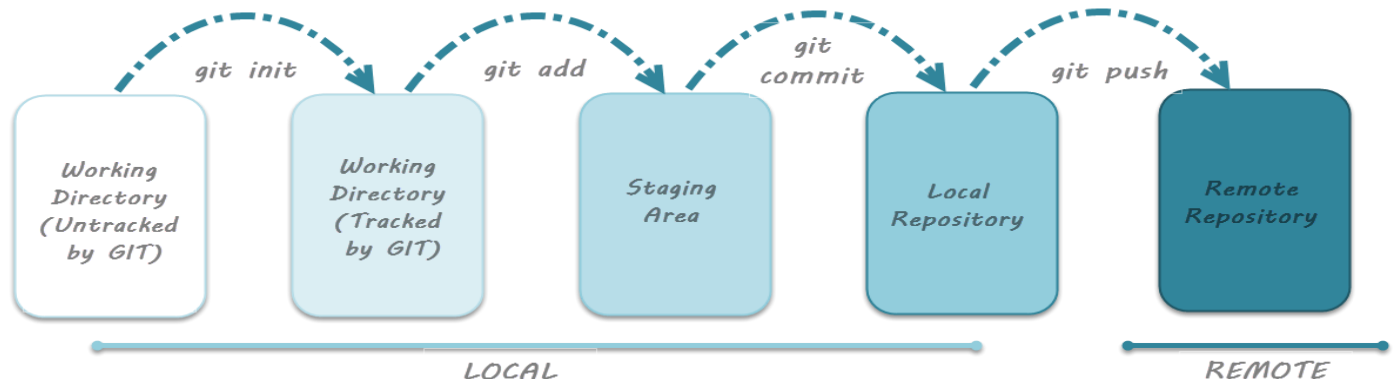 git init
git add
git
commit
git push
Working
Directory
(Untracked
by GIT)
Working
Directory
(Tracked
by GIT)
Staging
Area
Local
Repository
Remote
Repository
LOCAL
REMOTE